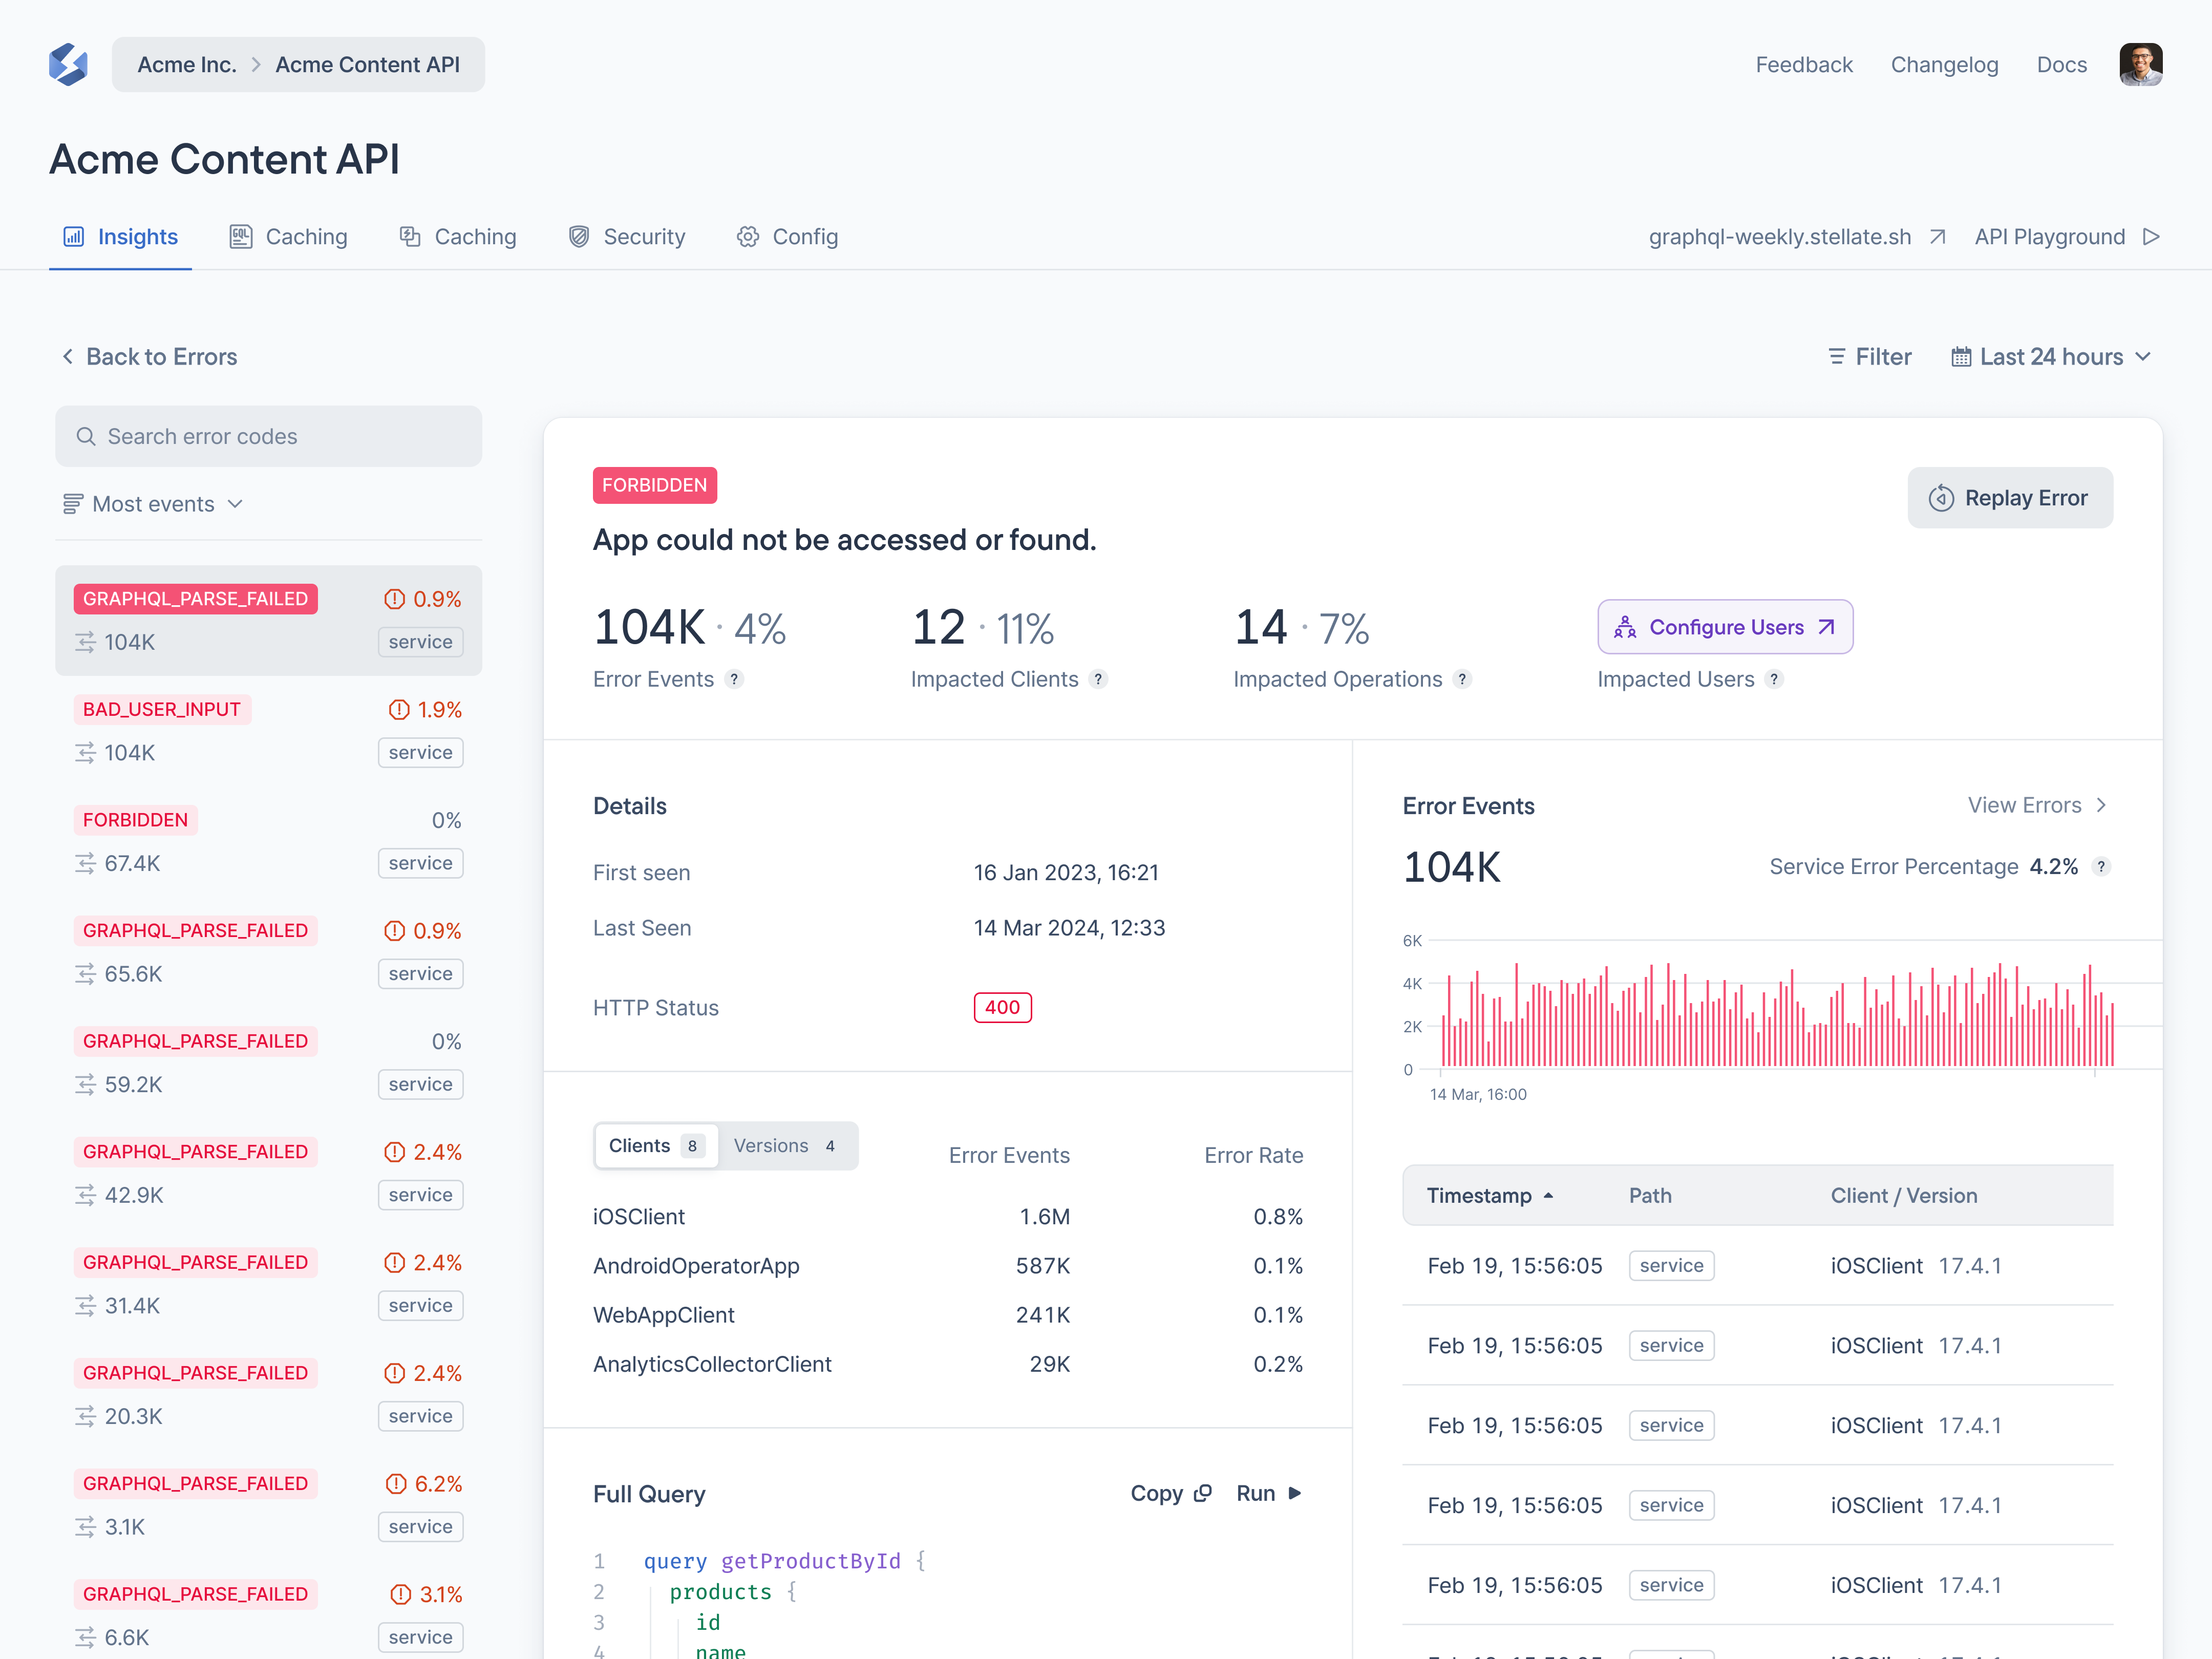 Acme Inc. > Acme Content API
Feedback Changelog Docs
Acme Content API
Insights GQL Caching Caching Security Config
graphql-weekly.stellate.sh API Playground
Back to Errors
Filter Last 24 hours
Search error codes
Most events
GRAPHQL_PARSE_FAILED 0.9%
104K service
BAD_USER_INPUT 1.9%
104K service
FORBIDDEN 0%
67.4K service
GRAPHQL_PARSE_FAILED 0.9%
65.6K service
GRAPHQL_PARSE_FAILED 0%
59.2K service
GRAPHQL_PARSE_FAILED 2.4%
42.9K service
GRAPHQL_PARSE_FAILED 2.4%
31.4K service
GRAPHQL_PARSE_FAILED 2.4%
20.3K service
GRAPHQL_PARSE_FAILED 6.2%
3.1K service
GRAPHQL_PARSE_FAILED 3.1%
6.6K service
FORBIDDEN
App could not be accessed or found.
Replay Error
104K · 4%
Error Events ?
12 · 11%
Impacted Clients ?
14 · 7%
Impacted Operations ?
Configure Users
Impacted Users ?
Details
First seen 16 Jan 2023, 16:21
Last Seen 14 Mar 2024, 12:33
HTTP Status 400
Clients 8 Versions 4 Error Events Error Rate
iOSClient 1.6M 0.8%
AndroidOperatorApp 587K 0.1%
WebAppClient 241K 0.1%
AnalyticsCollectorClient 29K 0.2%
Full Query Copy Run
1 query getProductById {
2 products {
3 id
4 name
Error Events View Errors
104K Service Error Percentage 4.2% ?
6K
4K
2K
0
14 Mar, 16:00
Timestamp Path Client / Version
Feb 19, 15:56:05 service iOSClient 17.4.1
Feb 19, 15:56:05 service iOSClient 17.4.1
Feb 19, 15:56:05 service iOSClient 17.4.1
Feb 19, 15:56:05 service iOSClient 17.4.1
Feb 19, 15:56:05 service iOSClient 17.4.1